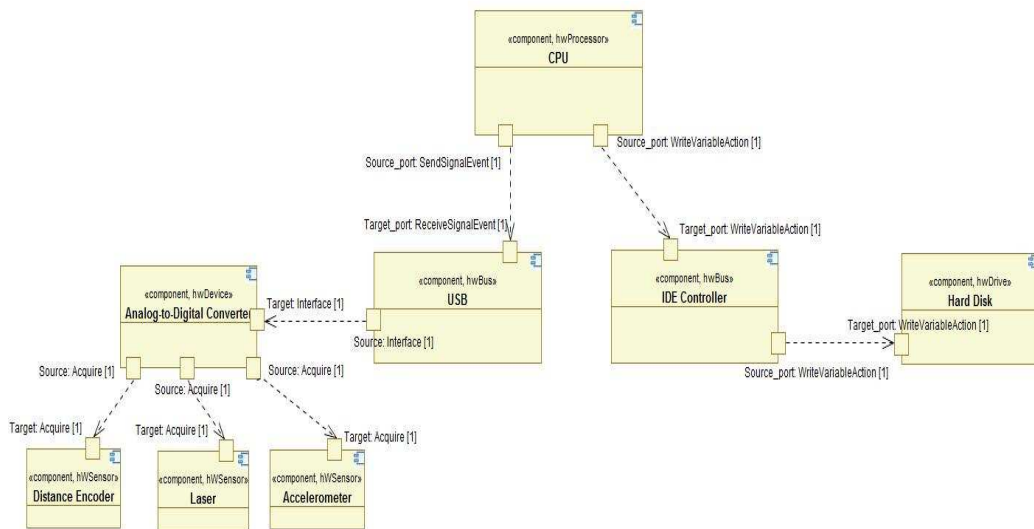 «component, hwProcessor»
CPU
Source_port: SendSignalEvent [1]
Source_port: WriteVariableAction [1]
Target_port: ReceiveSignalEvent[1]
Target_port: WriteVariableAction [1]
«component, hwBus»
USB
«component, hwBus»
IDE Controller
«component, hwDrive»
Hard Disk
«component, hwDevice»
Analog-to-Digital Converter
Target: Interface [1]
Source: Interface [1]
Target_port: WriteVariableAction [1]
Source_port: WriteVariableAction [1]
Source: Acquire [1]
Source: Acquire [1]
Source: Acquire [1]
Target: Acquire [1]
Target: Acquire [1]
Target: Acquire [1]
«component, hWSensor»
Distance Encoder
«component, hWSensor»
Laser
«component, hWSensor»
Accelerometer